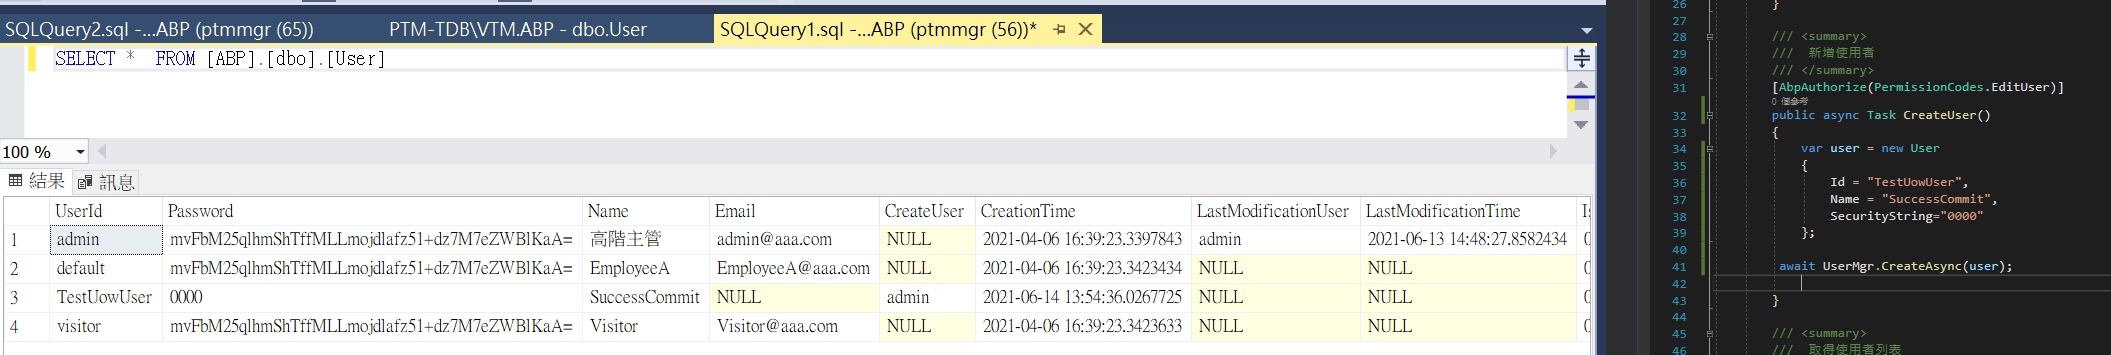 SQLQuery2.sql -...ABP (ptmmgr (65))
PTM-TDB\VTM.ABP - dbo.User
SQLQuery1.sql -...ABP (ptmmgr (56))*
SELECT *  FROM [ABP].[dbo].[User]
100 %
結果 訊息
UserId Password Name Email CreateUser CreationTime LastModificationUser LastModificationTime Is
1 admin mvFbM25qlhmShTffMLLmojdlafz51+dz7M7eZWBlKaA= 高階主管 admin@aaa.com NULL 2021-04-06 16:39:23.3397843 admin 2021-06-13 14:48:27.8582434 0
2 default mvFbM25qlhmShTffMLLmojdlafz51+dz7M7eZWBlKaA= EmployeeA EmployeeA@aaa.com NULL 2021-04-06 16:39:23.3423434 NULL NULL 0
3 TestUowUser 0000 SuccessCommit NULL admin 2021-06-14 13:54:36.0267725 NULL NULL 0
4 visitor mvFbM25qlhmShTffMLLmojdlafz51+dz7M7eZWBlKaA= Visitor Visitor@aaa.com NULL 2021-04-06 16:39:23.3423633 NULL NULL 0
26 }
27
28 /// <summary>
29 /// 新增使用者
30 /// </summary>
31 [AbpAuthorize(PermissionCodes.EditUser)]
0 個參考
32 public async Task CreateUser()
33 {
34 var user = new User
35 {
36 Id = "TestUowUser",
37 Name = "SuccessCommit",
38 SecurityString="0000"
39 };
40
41 await UserMgr.CreateAsync(user);
42
43 }
44
45 /// <summary>
46 /// 取得使用者列表